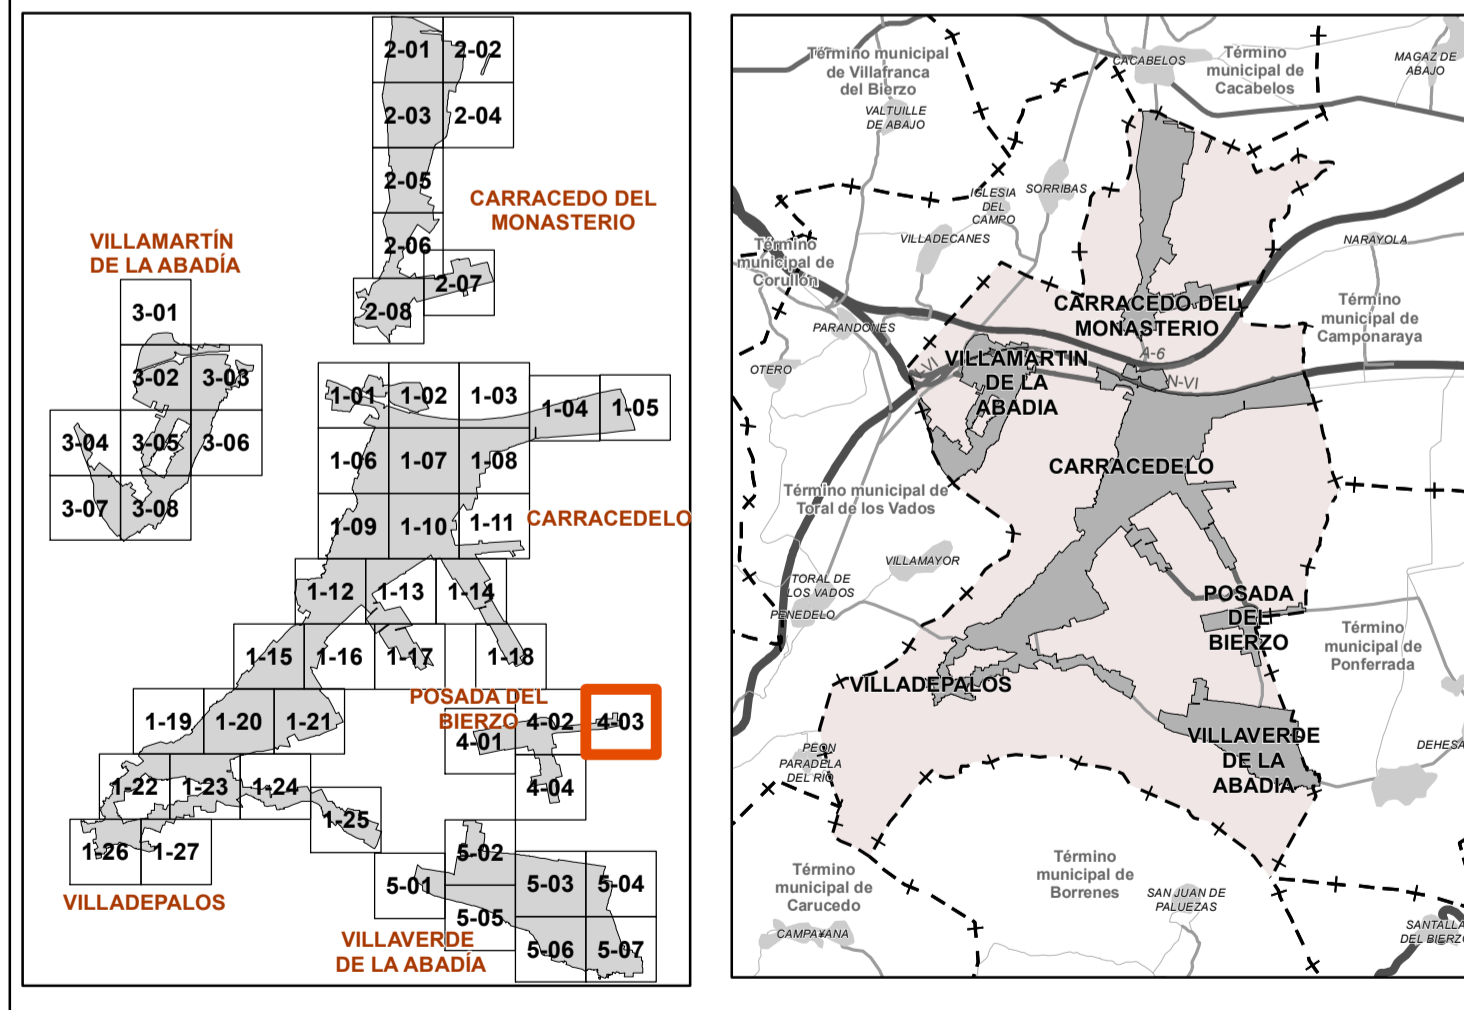 2-01
2-02
2-03
2-04
2-05
CARRACEDO DEL
MONASTERIO
2-06
2-07
2-08
VILLAMARTÍN
DE LA ABADÍA
3-01
3-02
3-03
3-04
3-05
3-06
3-07
3-08
1-01
1-02
1-03
1-04
1-05
1-06
1-07
1-08
1-09
1-10
1-11
CARRACEDELO
1-12
1-13
1-14
1-15
1-16
1-17
1-18
POSADA DEL
BIERZO
1-19
1-20
1-21
4-01
4-02
4-03
4-04
1-22
1-23
1-24
1-25
1-26
1-27
VILLADEPALOS
5-01
5-02
5-03
5-04
5-05
5-06
5-07
VILLAVERDE
DE LA ABADÍA
Término municipal
de Villafranca
del Bierzo
CACABELOS
Término
municipal de
Cacabelos
MAGAZ DE
ABAJO
VALTUILLE
DE ABAJO
IGLESIA
DEL
CAMPO
SORRIBAS
VILLADECANES
NARAYOLA
Término
municipal de
Corullón
CARRACEDO DEL
MONASTERIO
Término
municipal de
Camponaraya
PARANDONES
A-6
N-VI
OTERO
VILLAMARTIN
DE LA
ABADIA
N-VI
CARRACEDELO
Término municipal de
Toral de los Vados
VILLAMAYOR
TORAL DE
LOS VADOS
PENEDELO
POSADA
DEL
BIERZO
Término
municipal de
Ponferrada
VILLADEPALOS
VILLAVERDE
DE LA
ABADIA
PEON
PARADELA
DEL RÍO
DEHESA
Término
municipal de
Carucedo
Término
municipal de
Borrenes
SAN JUAN DE
PALUEZAS
CAMPA¥ANA
SANTALLA
DEL BIERZO